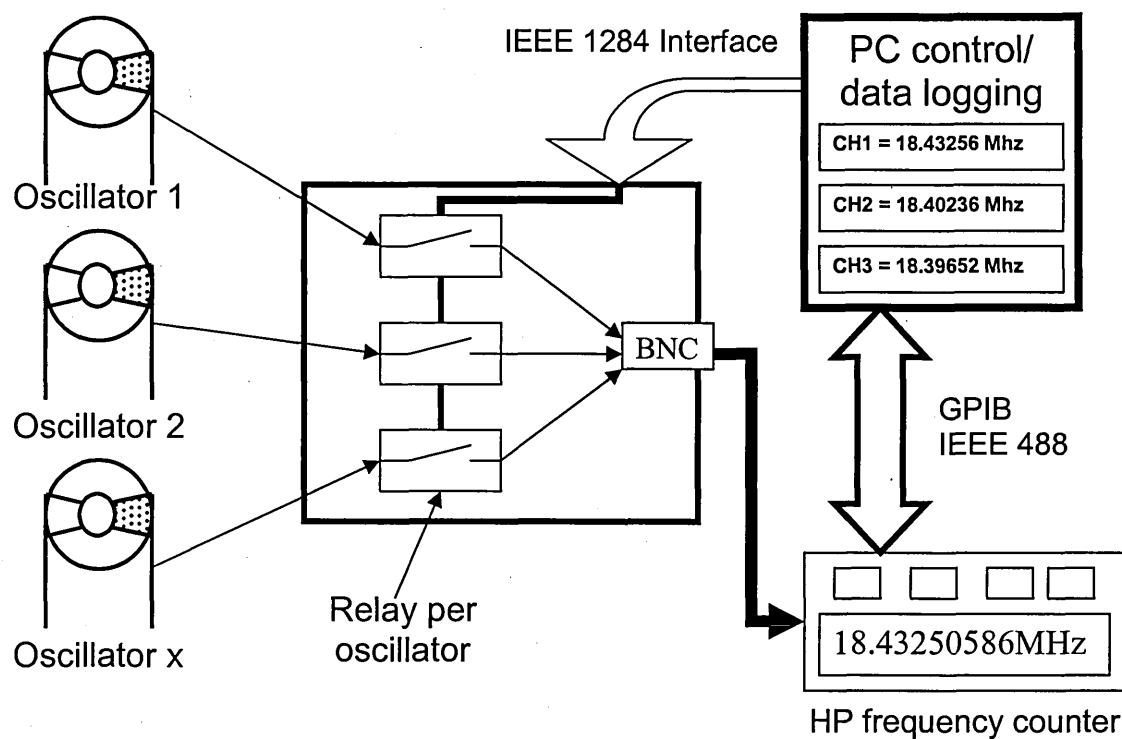 IEEE 1284 Interface
PC control/
data logging
CH1 = 18.43256 Mhz
CH2 = 18.40236 Mhz
CH3 = 18.39652 Mhz
Oscillator 1
Oscillator 2
Oscillator x
BNC
GPIB
IEEE 488
Relay per
oscillator
18.43250586MHz
HP frequency counter